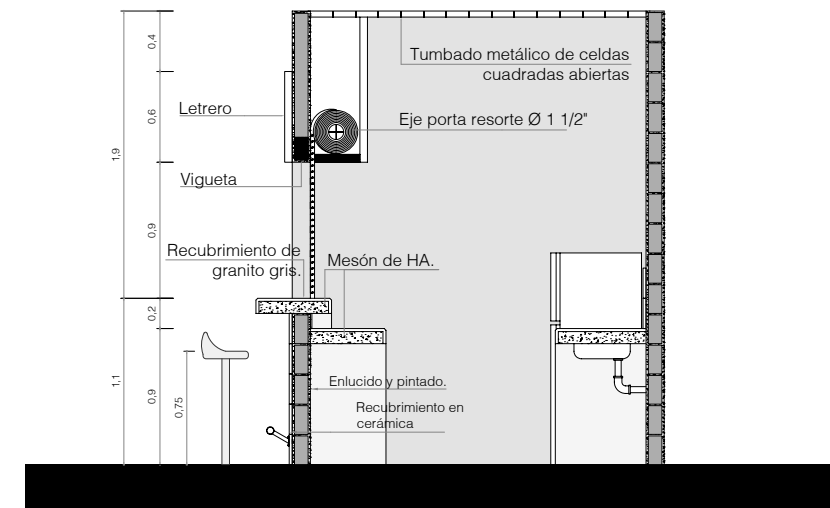 0,4
Tumbado metálico de celdas
cuadradas abiertas
Letrero
0,6
Eje porta resorte Ø 1 1/2"
1,9
Vigueta
0,9
Recubrimiento de
granito gris.
Mesón de HA.
0,2
1,1
0,9
0,75
Enlucido y pintado.
Recubrimiento en
cerámica